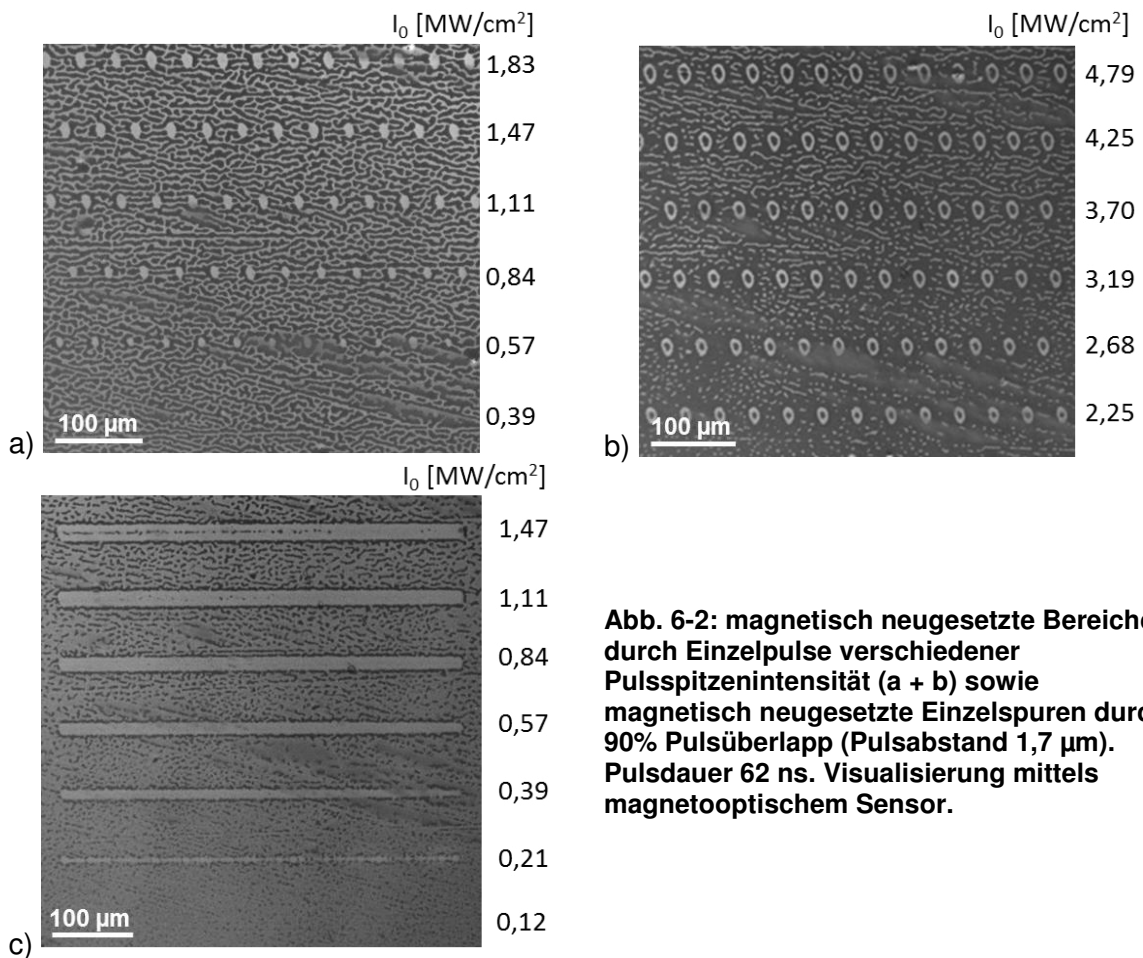 I0 [MW/cm2]
1,83
1,47
1,11
0,84
0,57
0,39
100 µm
a)
I0 [MW/cm2]
4,79
4,25
3,70
3,19
2,68
2,25
100 µm
b)
I0 [MW/cm2]
1,47
1,11
0,84
0,57
0,39
0,21
0,12
100 µm
c)
Abb. 6-2: magnetisch neugesetzte Bereiche
durch Einzelpulse verschiedener
Pulsspitzenintensität (a + b) sowie
magnetisch neugesetzte Einzelspuren durc
90% Pulsüberlapp (Pulsabstand 1,7 µm).
Pulsdauer 62 ns. Visualisierung mittels
magnetooptischem Sensor.